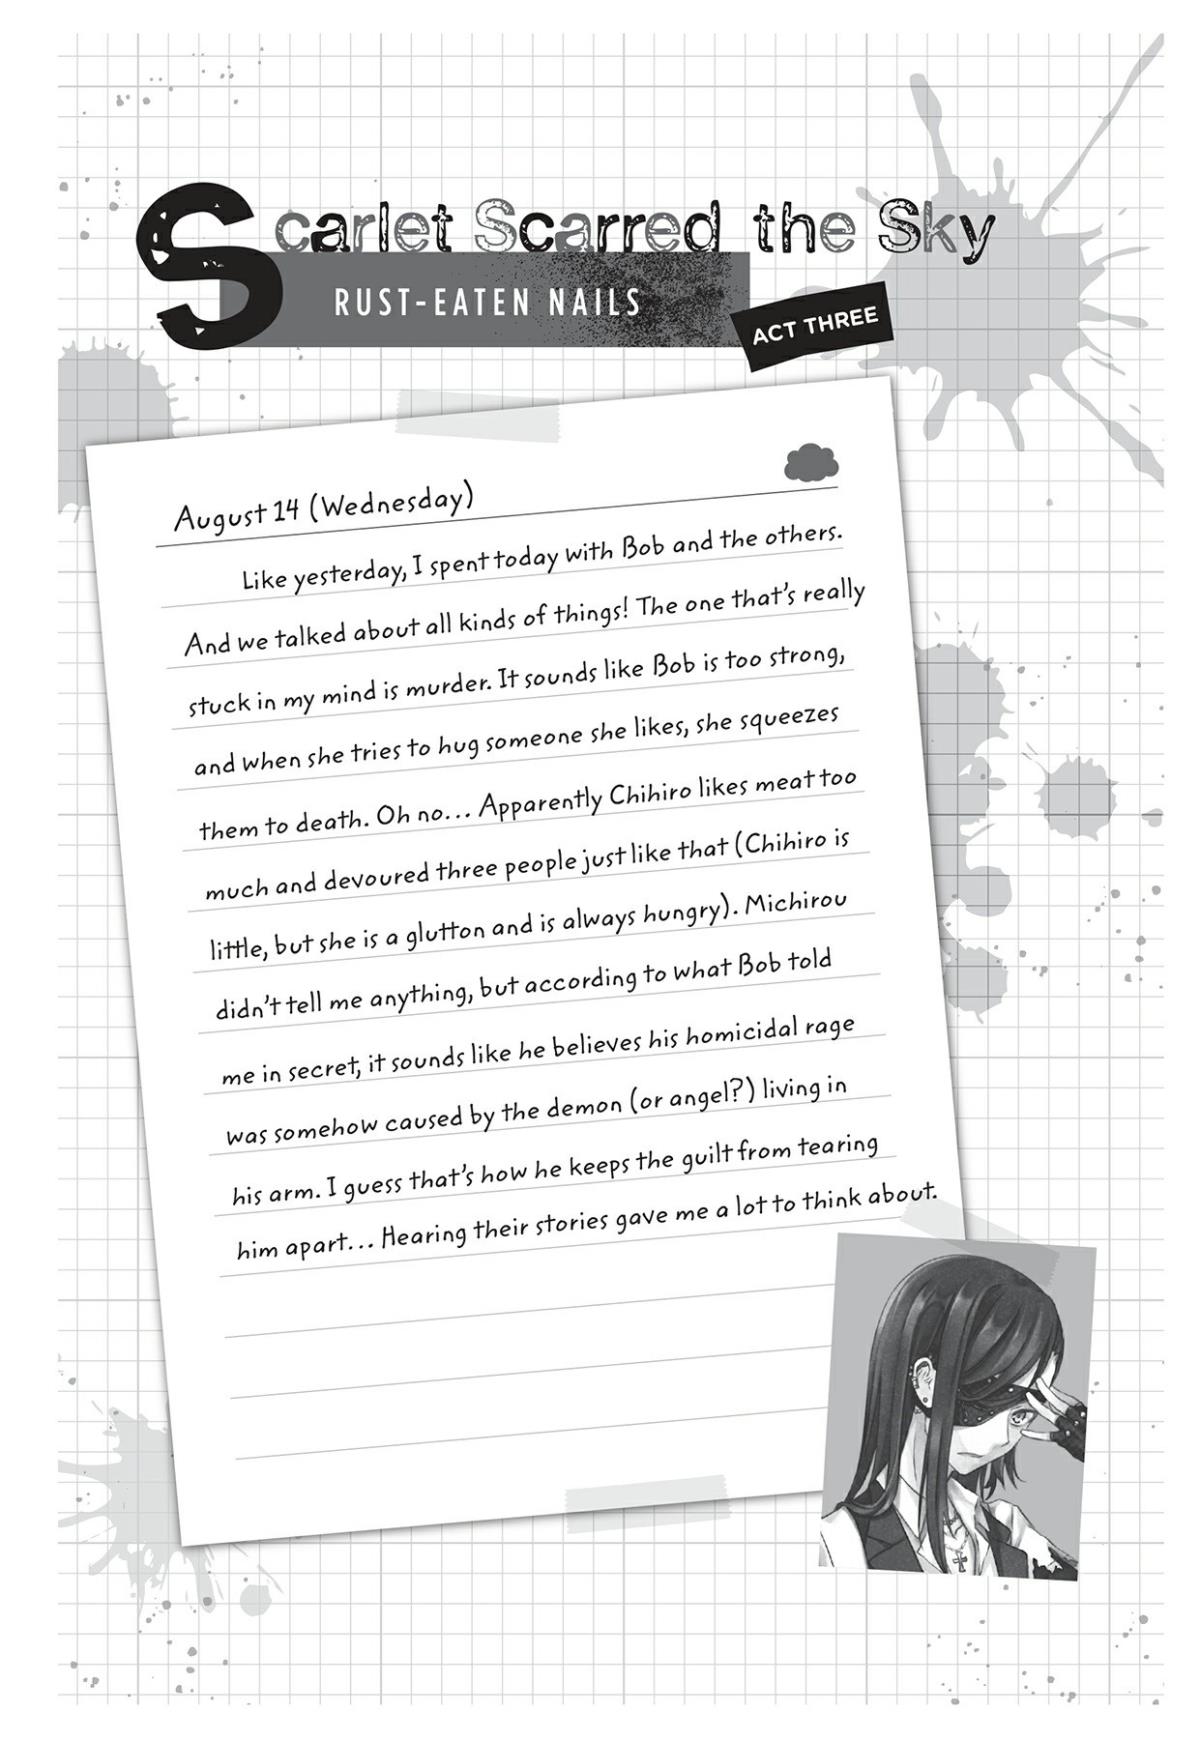 Scarlet Scarred the Sky
RUST-EATEN NAILS
ACT THREE
August 14 (Wednesday)
Like yesterday, I spent today with Bob and the others.
And we talked about all kinds of things! The one that's really
stuck in my mind is murder. It sounds like Bob is too strong,
and when she tries to hug someone she likes, she squeezes
them to death. Oh no... Apparently Chihiro likes meat too
much and devoured three people just like that (Chihiro is
little, but she is a glutton and is always hungry). Michirou
didn't tell me anything, but according to what Bob told
me in secret, it sounds like he believes his homicidal rage
was somehow caused by the demon (or angel?) living in
his arm. I guess that's how he keeps the guilt from tearing
him apart... Hearing their stories gave me a lot to think about.